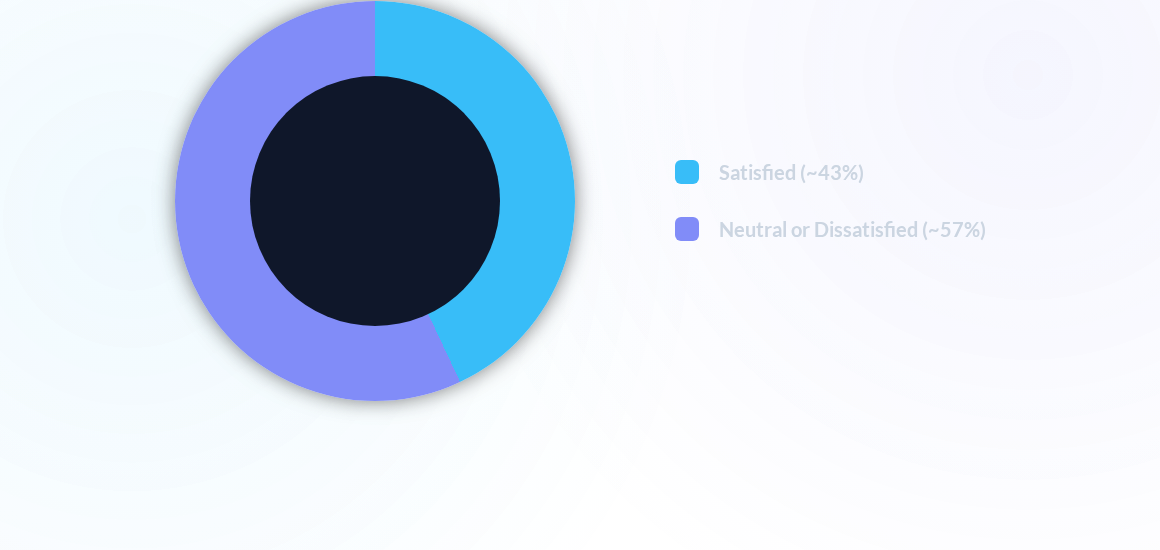 Satisfied (~43%)
Neutral or Dissatisfied (~57%)